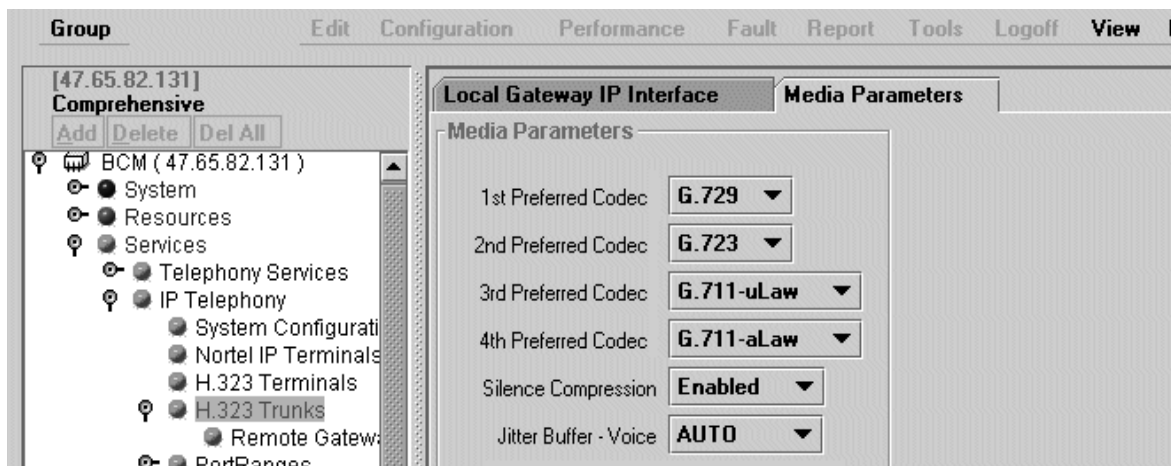 Group Edit Configuration Performance Fault Report Tools Logoff View
[47.65.82.131]
Comprehensive
Add Delete Del All
BCM ( 47.65.82.131 )
System
Resources
Services
Telephony Services
IP Telephony
System Configurati
Nortel IP Terminals
H.323 Terminals
H.323 Trunks
Remote Gatewa
PortRanges
Local Gateway IP Interface Media Parameters
Media Parameters
1st Preferred Codec G.729
2nd Preferred Codec G.723
3rd Preferred Codec G.711-uLaw
4th Preferred Codec G.711-aLaw
Silence Compression Enabled
Jitter Buffer - Voice AUTO